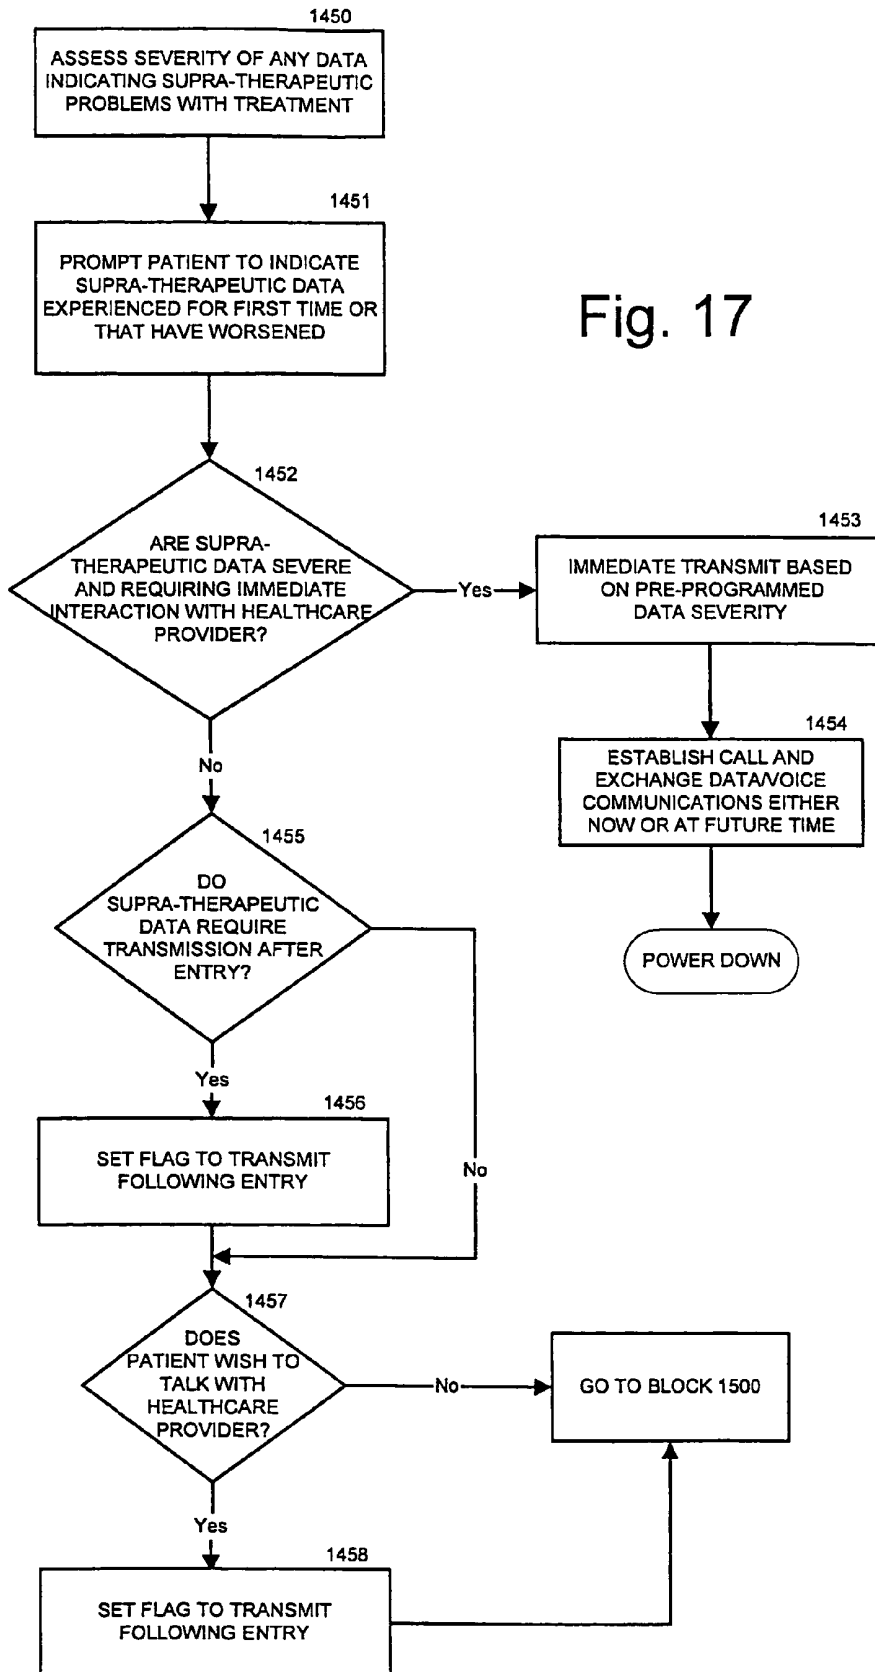 1450
ASSESS SEVERITY OF ANY DATA
INDICATING SUPRA-THERAPEUTIC
PROBLEMS WITH TREATMENT
1451
PROMPT PATIENT TO INDICATE
SUPRA-THERAPEUTIC DATA
EXPERIENCED FOR FIRST TIME OR
THAT HAVE WORSENED
Fig. 17
1452
ARE SUPRA-
THERAPEUTIC DATA SEVERE
AND REQUIRING IMMEDIATE
INTERACTION WITH HEALTHCARE
PROVIDER?
Yes
1453
IMMEDIATE TRANSMIT BASED
ON PRE-PROGRAMMED
DATA SEVERITY
1454
ESTABLISH CALL AND
EXCHANGE DATA/VOICE
COMMUNICATIONS EITHER
NOW OR AT FUTURE TIME
POWER DOWN
No
1455
DO
SUPRA-THERAPEUTIC
DATA REQUIRE
TRANSMISSION AFTER
ENTRY?
Yes
No
1456
SET FLAG TO TRANSMIT
FOLLOWING ENTRY
1457
DOES
PATIENT WISH TO
TALK WITH
HEALTHCARE
PROVIDER?
No
GO TO BLOCK 1500
Yes
1458
SET FLAG TO TRANSMIT
FOLLOWING ENTRY